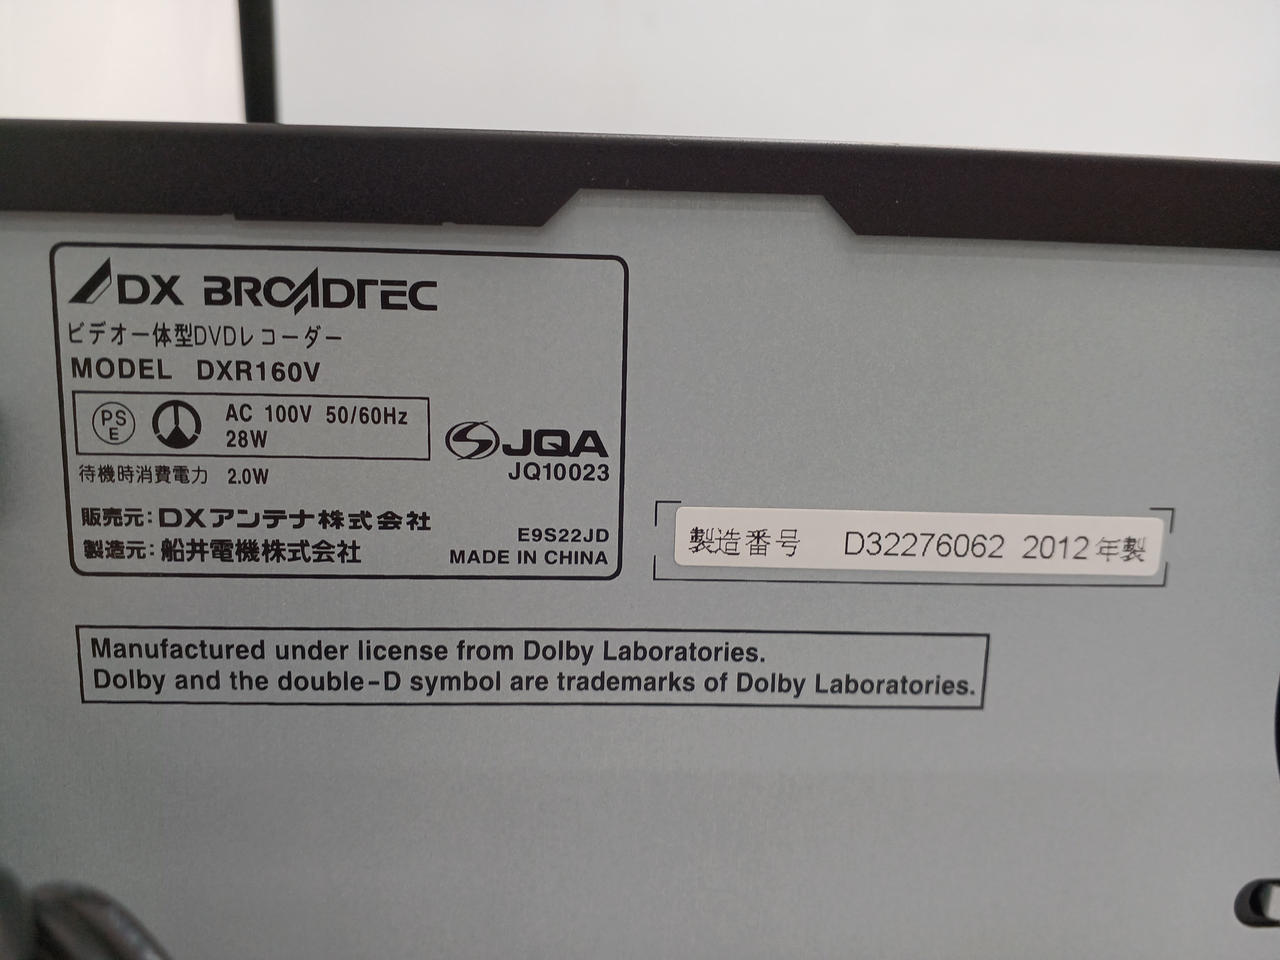 DX BROADTEC
ビデオ一体型DVDレコーダー
MODEL DXR160V
PS E
AC 100V 50/60Hz
28W
待機時消費電力 2.0W
JQA
JQ10023
販売元:DXアンテナ株式会社
製造元:船井電機株式会社
E9S22JD
MADE IN CHINA
製造番号 D32276062 2012年製
Manufactured under license from Dolby Laboratories.
Dolby and the double-D symbol are trademarks of Dolby Laboratories.